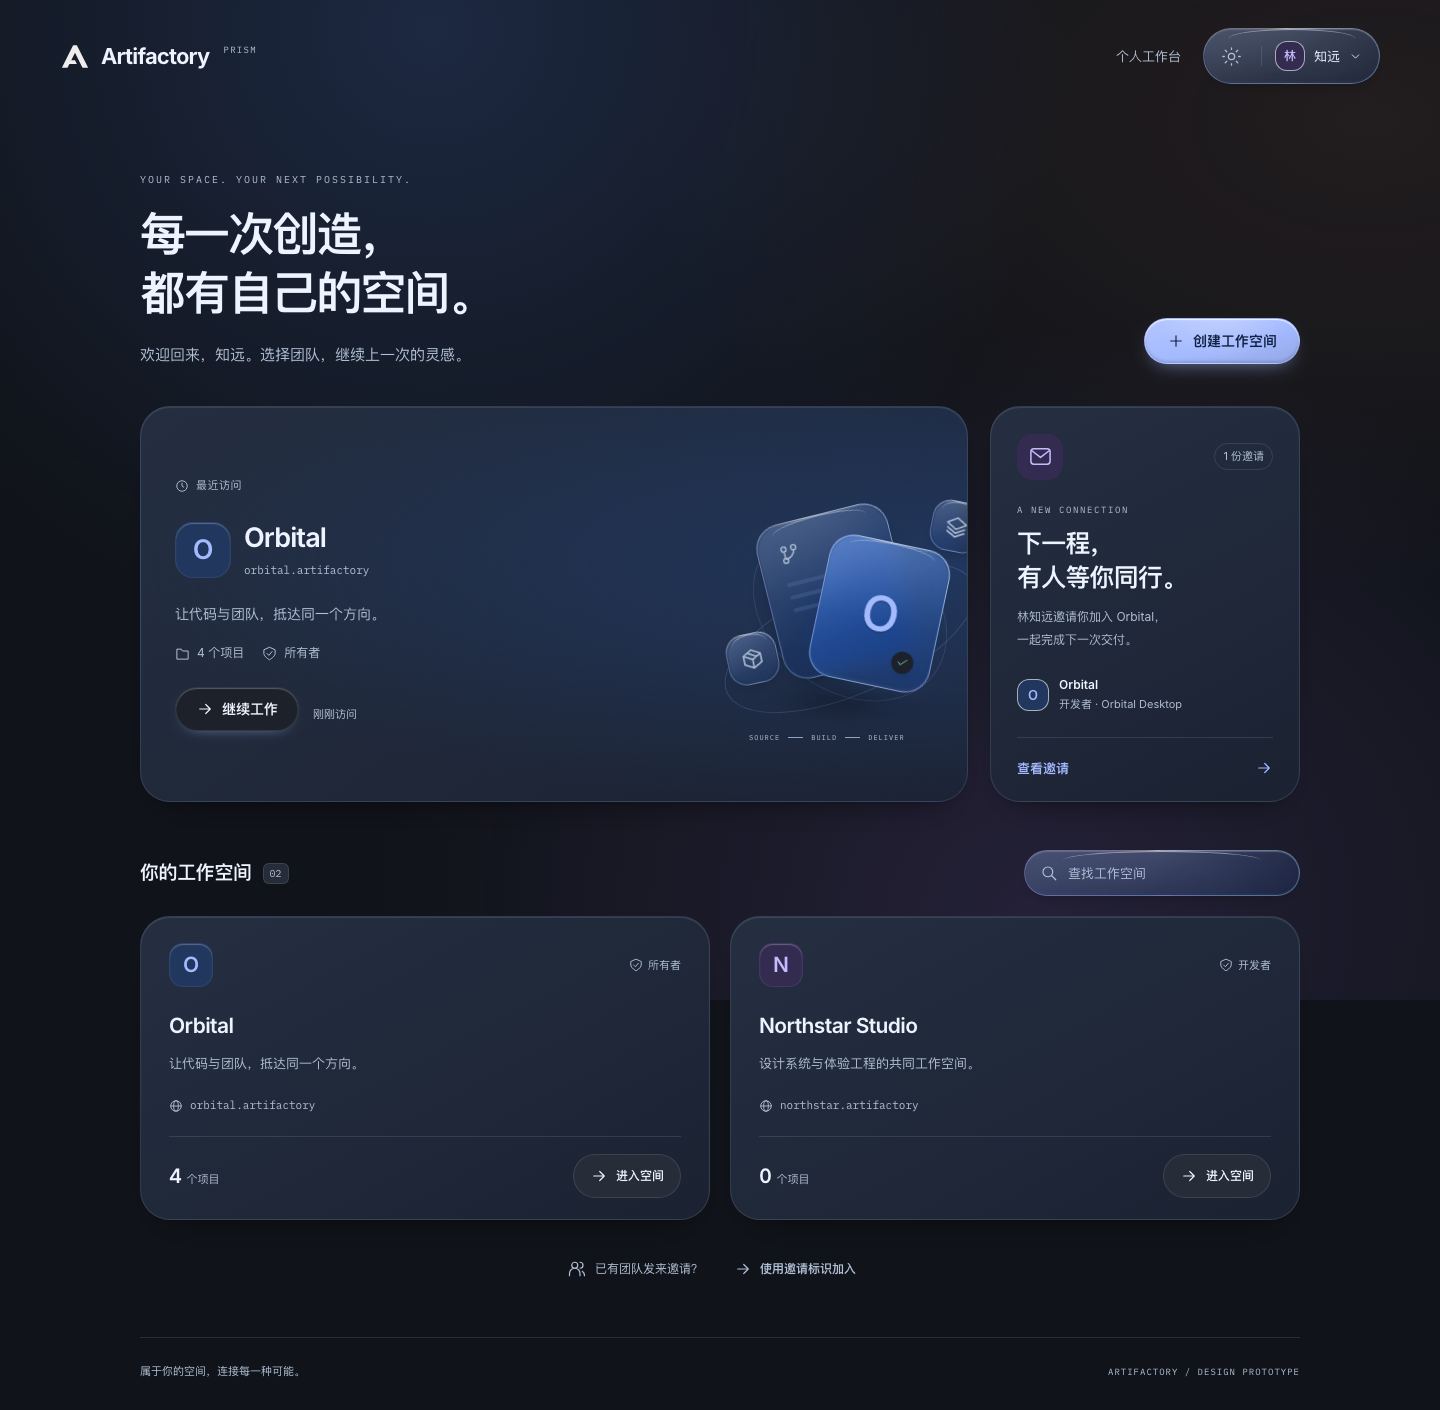 Artifactory PRISM
个人工作台
林 知远
YOUR SPACE. YOUR NEXT POSSIBILITY.
每一次创造，
都有自己的空间。
欢迎回来，知远。选择团队，继续上一次的灵感。
创建工作空间
最近访问
O Orbital
orbital.artifactory
让代码与团队，抵达同一个方向。
4 个项目 所有者
继续工作 刚刚访问
O
SOURCE BUILD DELIVER
1 份邀请
A NEW CONNECTION
下一程，
有人等你同行。
林知远邀请你加入 Orbital，
一起完成下一次交付。
O Orbital
开发者 · Orbital Desktop
查看邀请
你的工作空间 02
查找工作空间
O 所有者
Orbital
让代码与团队，抵达同一个方向。
orbital.artifactory
4 个项目 进入空间
N 开发者
Northstar Studio
设计系统与体验工程的共同工作空间。
northstar.artifactory
0 个项目 进入空间
已有团队发来邀请? 使用邀请标识加入
属于你的空间，连接每一种可能。
ARTIFACTORY / DESIGN PROTOTYPE